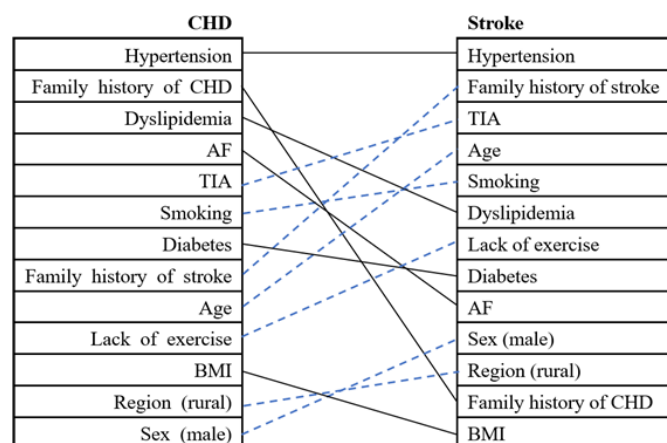 CHD
Stroke
Hypertension
Hypertension
Family history of CHD
Family history of stroke
Dyslipidemia
TIA
AF
Age
TIA
Smoking
Smoking
Dyslipidemia
Diabetes
Lack of exercise
Family history of stroke
Diabetes
Age
AF
Lack of exercise
Sex (male)
BMI
Region (rural)
Region (rural)
Family history of CHD
Sex (male)
BMI